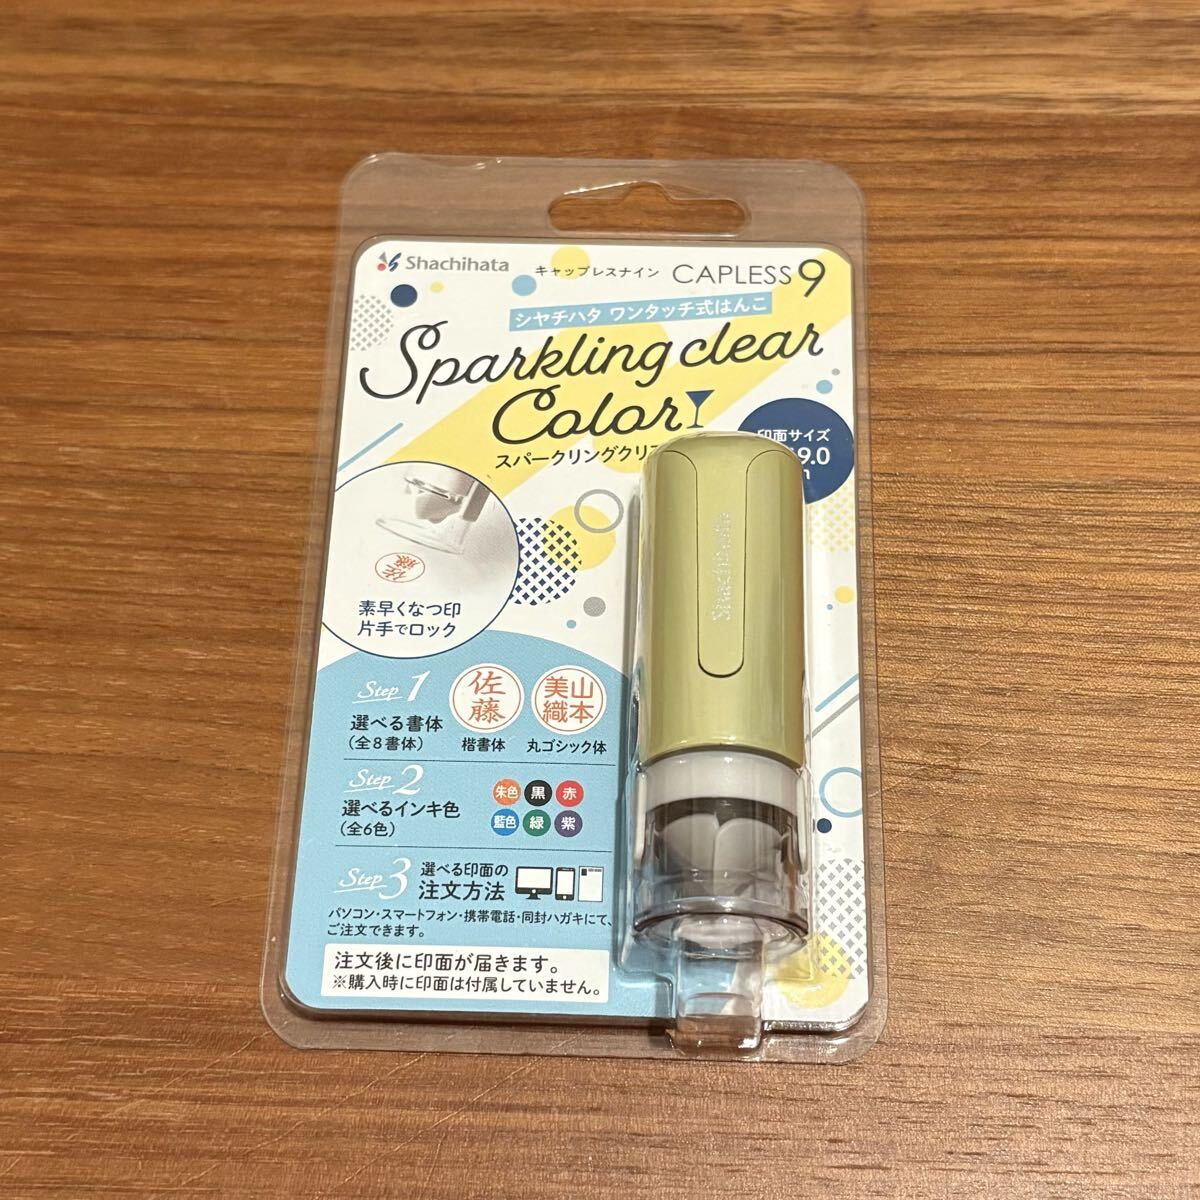 Shachihata
キャップレスナイン CAPLESS 9
シヤチハタ ワンタッチ式はんこ
Sparkling clear
Color
スパークリングクリア
印面サイズ
9.0
佐藤
素早くなつ印
片手でロック
Shachihata
Step 1
選べる書体
(全8書体)
佐藤
楷書体
山本
美織
丸ゴシック体
Step 2
選べるインキ色
(全6色)
朱色 黒 赤
藍色 緑 紫
Step 3
選べる印面の
注文方法
パソコン・スマートフォン・携帯電話・同封ハガキにて、
ご注文できます。
注文後に印面が届きます。
※購入時に印面は付属していません。